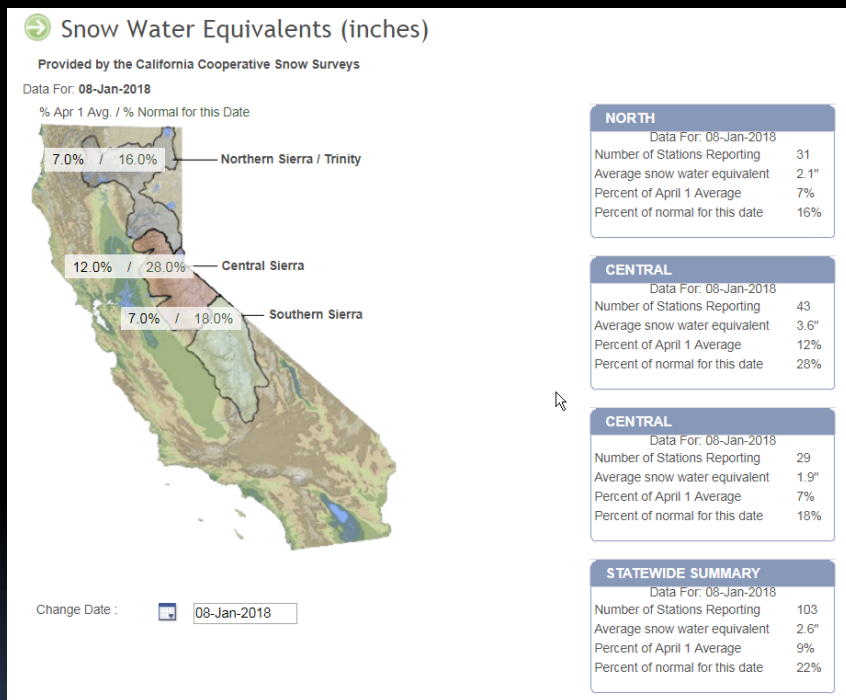 Snow Water Equivalents (inches)
Provided by the California Cooperative Snow Surveys
Data For: 08-Jan-2018
% Apr 1 Avg. / % Normal for this Date
7.0% / 16.0%
Northern Sierra / Trinity
12.0% / 28.0%
Central Sierra
7.0% / 18.0%
Southern Sierra
Change Date :
08-Jan-2018
NORTH
Data For: 08-Jan-2018
Number of Stations Reporting 31
Average snow water equivalent 2.1"
Percent of April 1 Average 7%
Percent of normal for this date 16%
CENTRAL
Data For: 08-Jan-2018
Number of Stations Reporting 43
Average snow water equivalent 3.6"
Percent of April 1 Average 12%
Percent of normal for this date 28%
CENTRAL
Data For: 08-Jan-2018
Number of Stations Reporting 29
Average snow water equivalent 1.9"
Percent of April 1 Average 7%
Percent of normal for this date 18%
STATEWIDE SUMMARY
Data For: 08-Jan-2018
Number of Stations Reporting 103
Average snow water equivalent 2.6"
Percent of April 1 Average 9%
Percent of normal for this date 22%